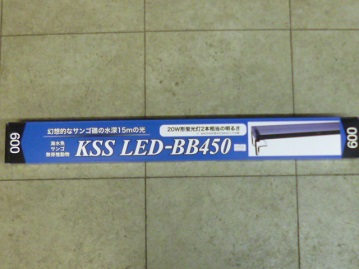 600
幻想的なサンゴ礁の水深15mの光
海水魚
サンゴ
無脊椎動物
KSS LED-BB450
20W形蛍光灯2本相当の明るさ
600